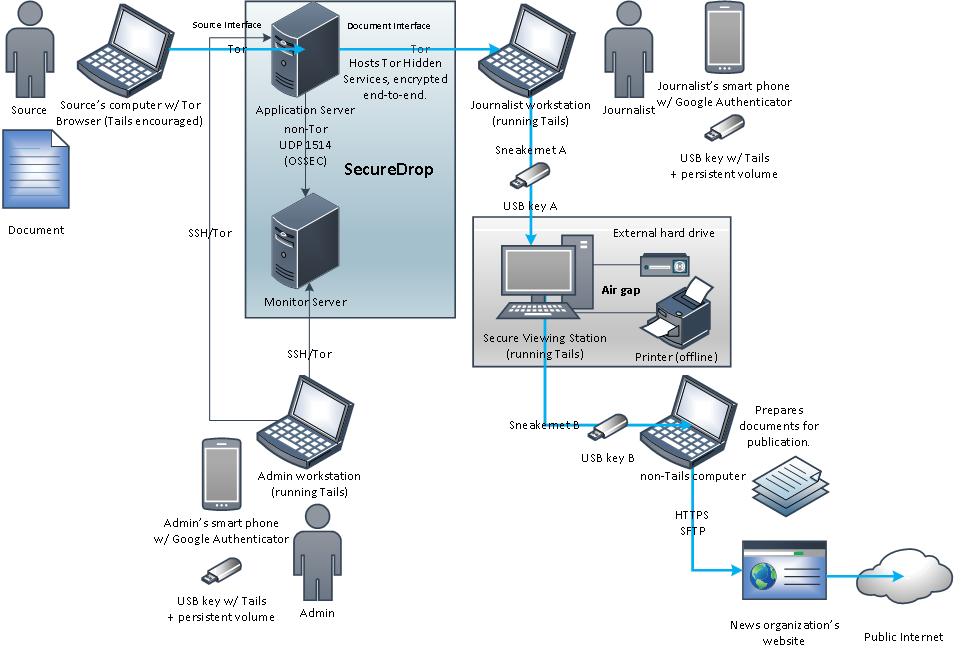 Source Interface
Document Interface
Tor
Tor
Hosts Tor Hidden
Services, encrypted
end-to-end.
Source
Source's computer w/ Tor
Browser (Tails encouraged)
Application Server
Journalist workstation
(running Tails)
Journalist
Journalist's smart phone
w/ Google Authenticator
non-Tor
UDP 1514
(OSSEC)
SecureDrop
Sneakernet A
USB key w/ Tails
+ persistent volume
USB key A
Document
SSH/Tor
External hard drive
Air gap
Monitor Server
Secure Viewing Station
(running Tails)
Printer (offline)
SSH/Tor
Prepares
documents for
publication.
Sneakernet B
USB key B
non-Tails computer
Admin workstation
(running Tails)
Admin's smart phone
w/ Google Authenticator
HTTPS
SFTP
USB key w/ Tails
+ persistent volume
Admin
News organization's
website
Public Internet